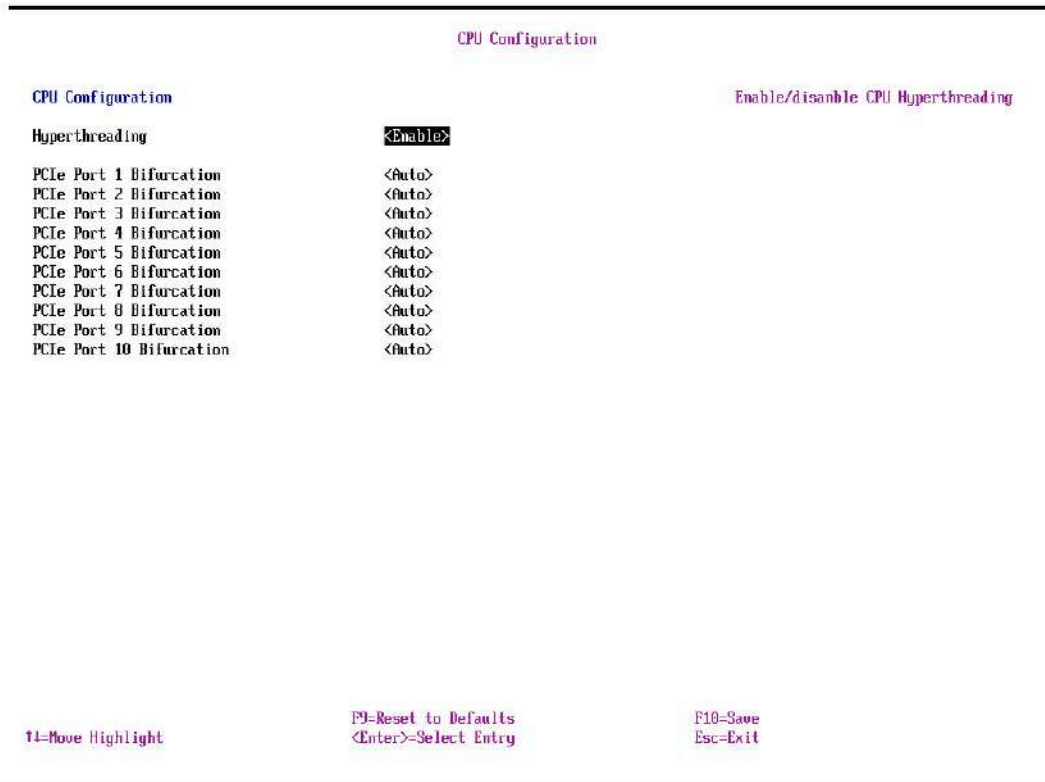 CPU Configuration
CPU Configuration Enable/disanble CPU Hyperthreading
Hyperthreading <Enable>
PCIe Port 1 Bifurcation <Auto>
PCIe Port 2 Bifurcation <Auto>
PCIe Port 3 Bifurcation <Auto>
PCIe Port 4 Bifurcation <Auto>
PCIe Port 5 Bifurcation <Auto>
PCIe Port 6 Bifurcation <Auto>
PCIe Port 7 Bifurcation <Auto>
PCIe Port 8 Bifurcation <Auto>
PCIe Port 9 Bifurcation <Auto>
PCIe Port 10 Bifurcation <Auto>
F9=Reset to Defaults F10=Save
↑↓=Move Highlight <Enter>=Select Entry Esc=Exit